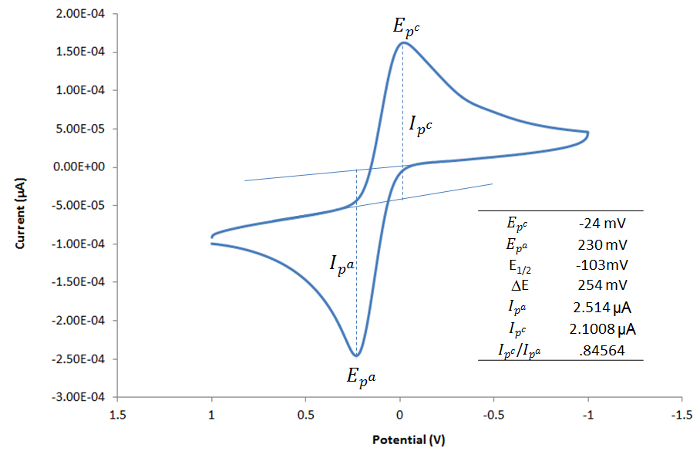 E_p^c
2.00E-04
1.50E-04
1.00E-04
5.00E-05
0.00E+00
-5.00E-05
-1.00E-04
-1.50E-04
-2.00E-04
-2.50E-04
-3.00E-04
Current (µA)
I_p^c
I_p^a
E_p^a
E_p^c -24 mV
E_p^a 230 mV
E_1/2 -103mV
ΔE 254 mV
I_p^a 2.514 µA
I_p^c 2.1008 µA
I_p^c/I_p^a .84564
1.5 1 0.5 0 -0.5 -1 -1.5
Potential (V)